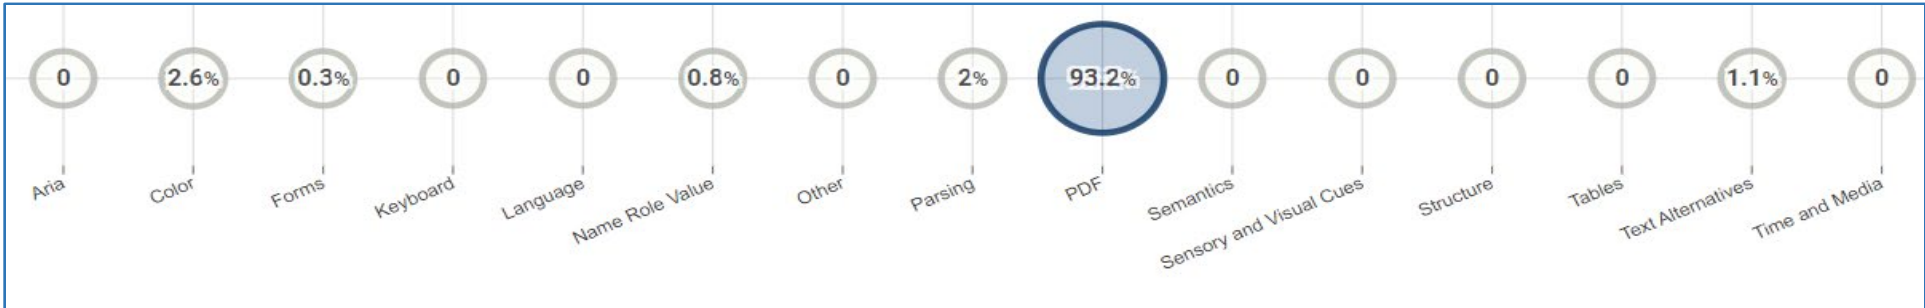 0 2.6% 0.3% 0 0 0.8% 0 2% 93.2% 0 0 0 0 1.1% 0
Aria Color Forms Keyboard Language Name Role Value Other Parsing PDF Semantics Sensory and Visual Cues Structure Tables Text Alternatives Time and Media